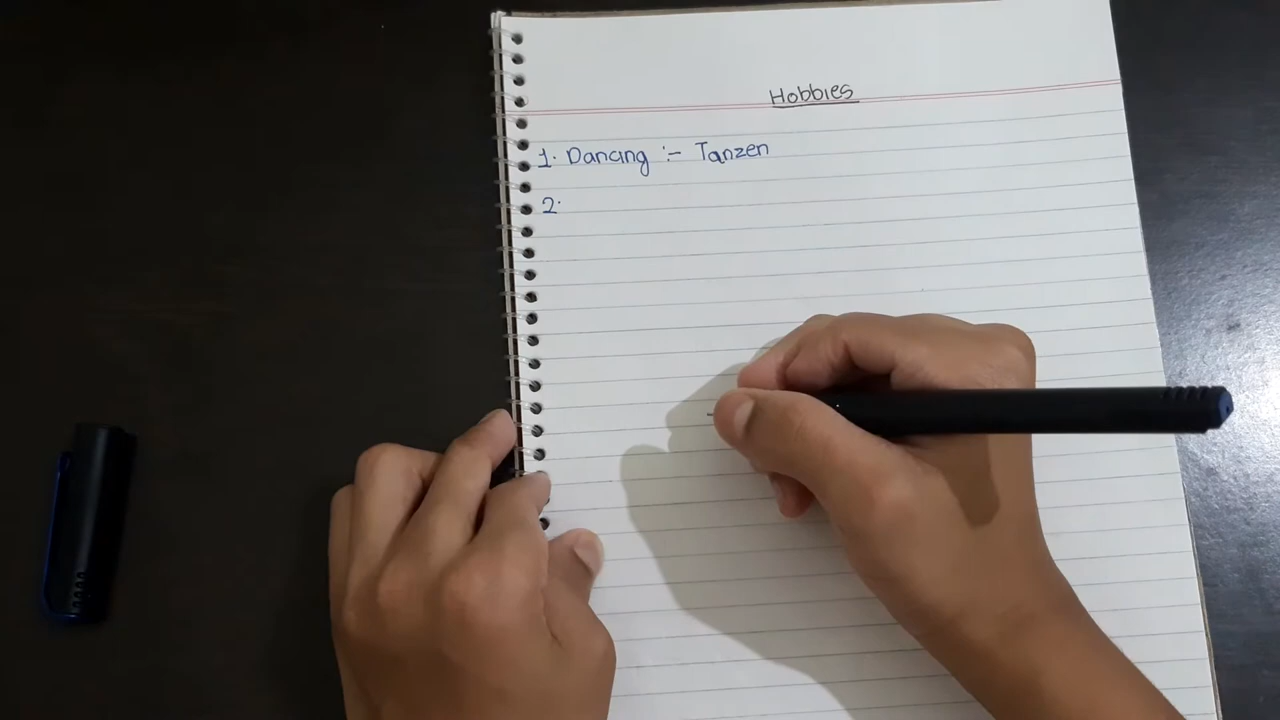 Hobbies
1. Dancing :- Tanzen
2.